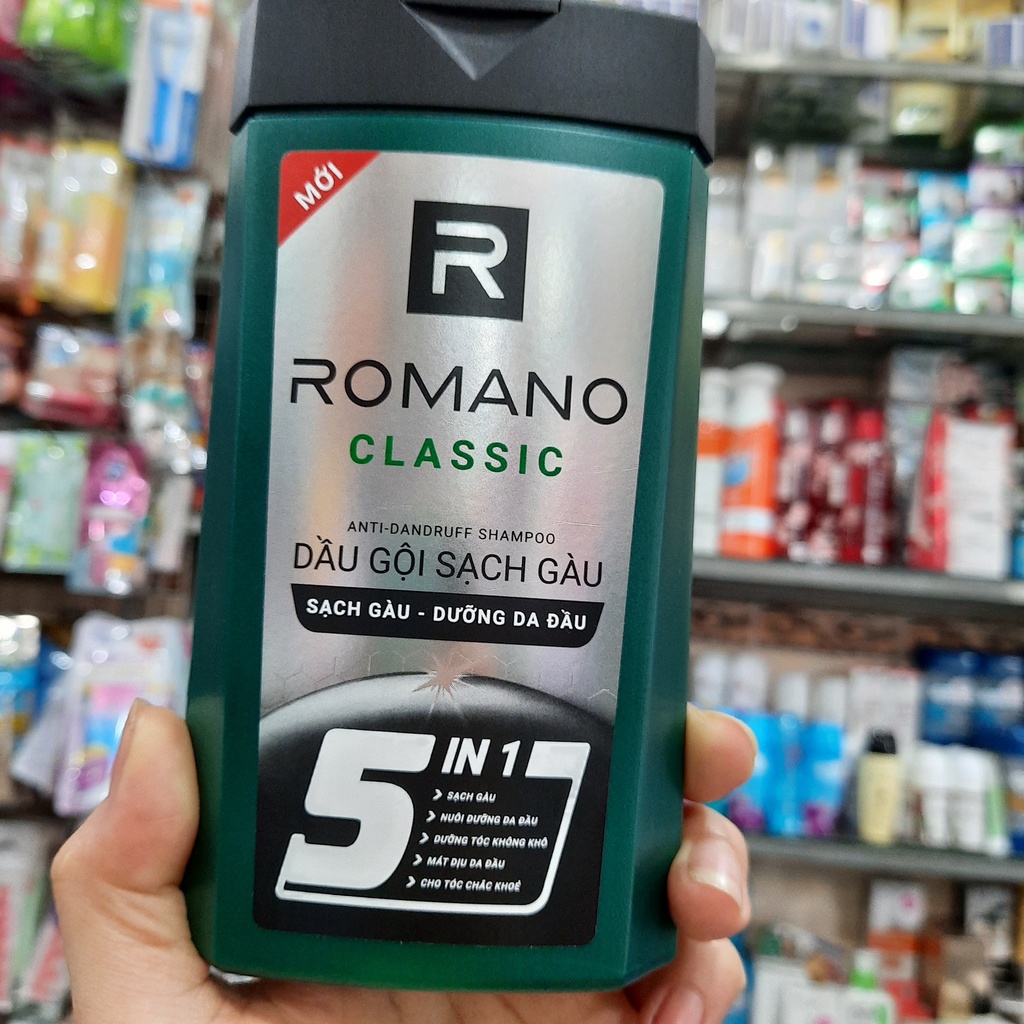 MỚI
R
ROMANO
CLASSIC
ANTI-DANDRUFF SHAMPOO
DẦU GỘI SẠCH GÀU
SẠCH GÀU - DƯỠNG DA ĐẦU
5 IN 1
SẠCH GÀU
NUÔI DƯỠNG DA ĐẦU
DƯỠNG TÓC KHÔNG KHÔ
MÁT DỊU DA ĐẦU
CHO TÓC CHẮC KHOẺ